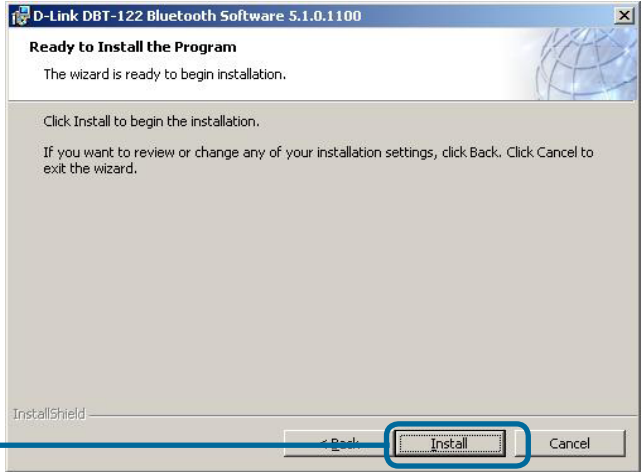 D-Link DBT-122 Bluetooth Software 5.1.0.1100
Ready to Install the Program
The wizard is ready to begin installation.
Click Install to begin the installation.
If you want to review or change any of your installation settings, click Back. Click Cancel to
exit the wizard.
InstallShield
< Back Install Cancel